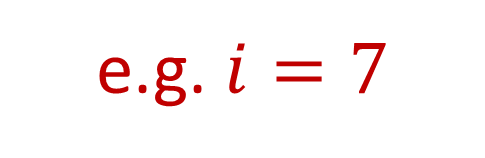 e.g. i = 7